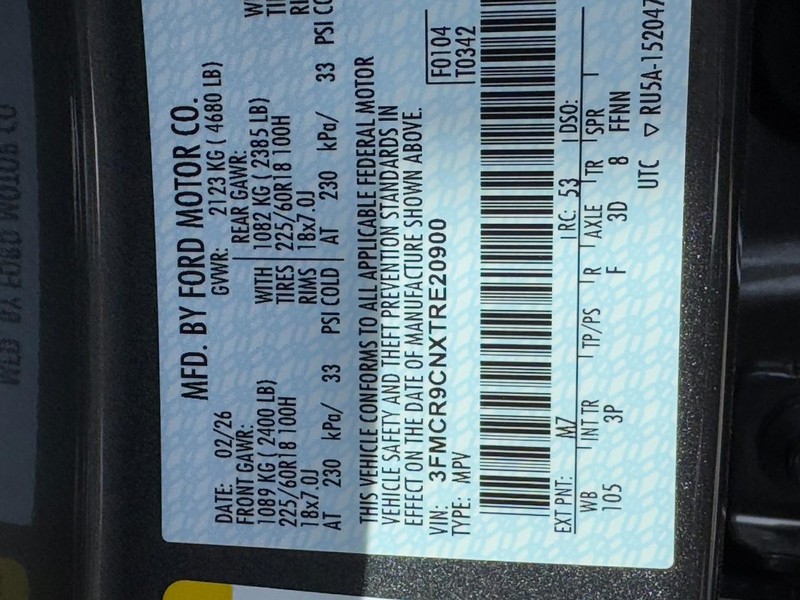 MFD. BY FORD MOTOR CO.
DATE: 02/26 GVWR: 2123 KG ( 4680 LB)
FRONT GAWR: REAR GAWR:
1089 KG ( 2400 LB) WITH 1082 KG ( 2385 LB) W
225/60R18 100H TIRES 225/60R18 100H TI
18x7.0J RIMS 18x7.0J RI
AT 230 kPa/ 33 PSI COLD AT 230 kPa/ 33 PSI CO
THIS VEHICLE CONFORMS TO ALL APPLICABLE FEDERAL MOTOR
VEHICLE SAFETY AND THEFT PREVENTION STANDARDS IN
EFFECT ON THE DATE OF MANUFACTURE SHOWN ABOVE.
VIN: 3FMCR9CNXTRE20900 F0104
TYPE: MPV T0342
EXT PNT: M7 RC: 53 DSO:
WB INT TR TP/PS R AXLE TR SPR
105 3P F 3D 8 FFNN
UTC ▽ RU5A-152047